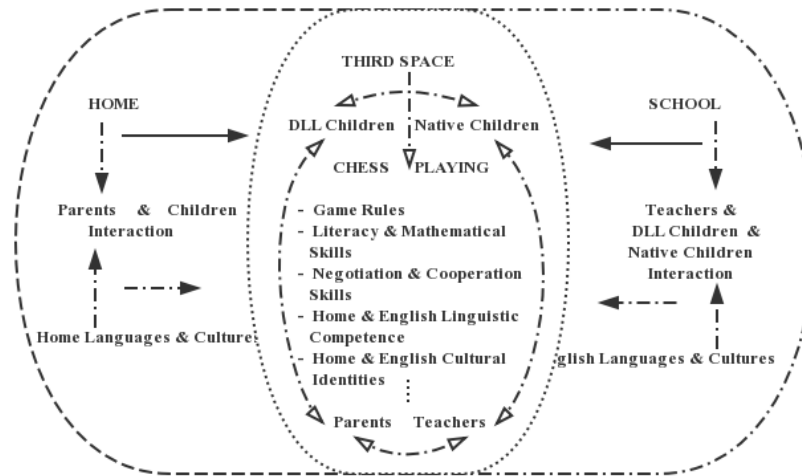 THIRD SPACE
HOME
SCHOOL
DLL Children Native Children
CHESS PLAYING
Parents & Children
Interaction
- Game Rules
- Literacy & Mathematical
Skills
- Negotiation & Cooperation
Skills
- Home & English Linguistic
Competence
- Home & English Cultural
Identities
Teachers &
DLL Children &
Native Children
Interaction
Home Languages & Cultures
nglish Languages & Cultures
Parents Teachers